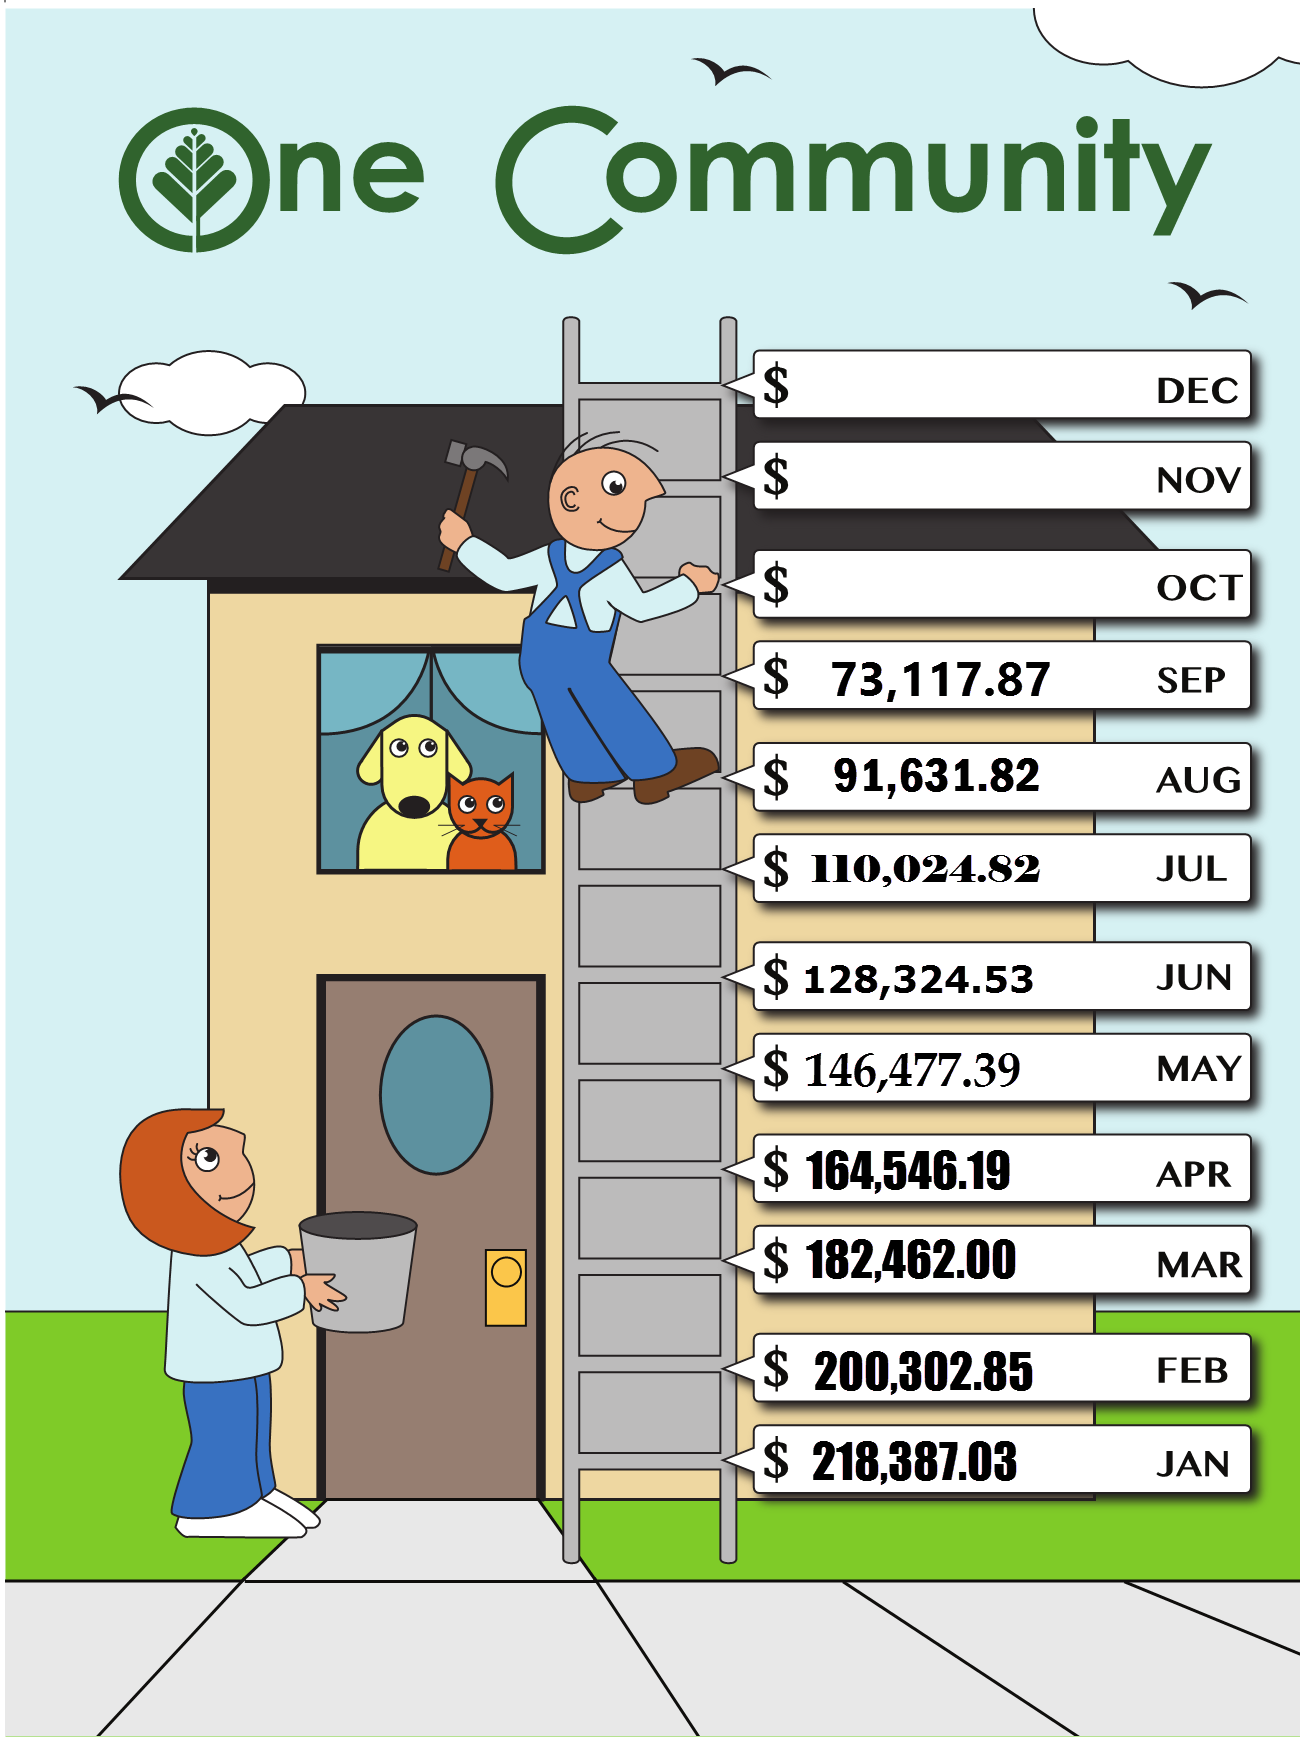 One Community
$ DEC
$ NOV
$ OCT
$ 73,117.87 SEP
$ 91,631.82 AUG
$ 110,024.82 JUL
$ 128,324.53 JUN
$ 146,477.39 MAY
$ 164,546.19 APR
$ 182,462.00 MAR
$ 200,302.85 FEB
$ 218,387.03 JAN